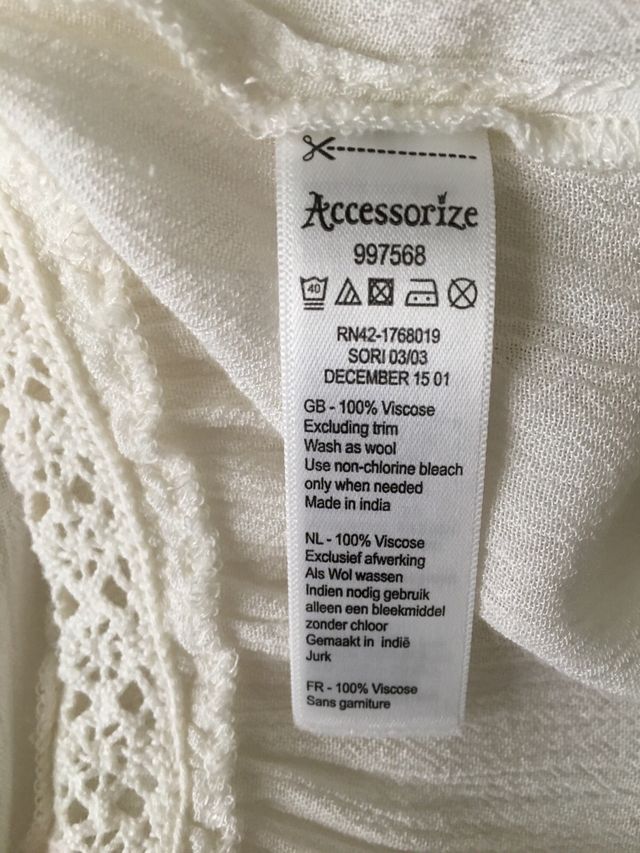 Accessorize
997568
40
RN42-1768019
SORI 03/03
DECEMBER 15 01
GB - 100% Viscose
Excluding trim
Wash as wool
Use non-chlorine bleach
only when needed
Made in india
NL - 100% Viscose
Exclusief afwerking
Als Wol wassen
Indien nodig gebruik
alleen een bleekmiddel
zonder chloor
Gemaakt in indië
Jurk
FR - 100% Viscose
Sans garniture